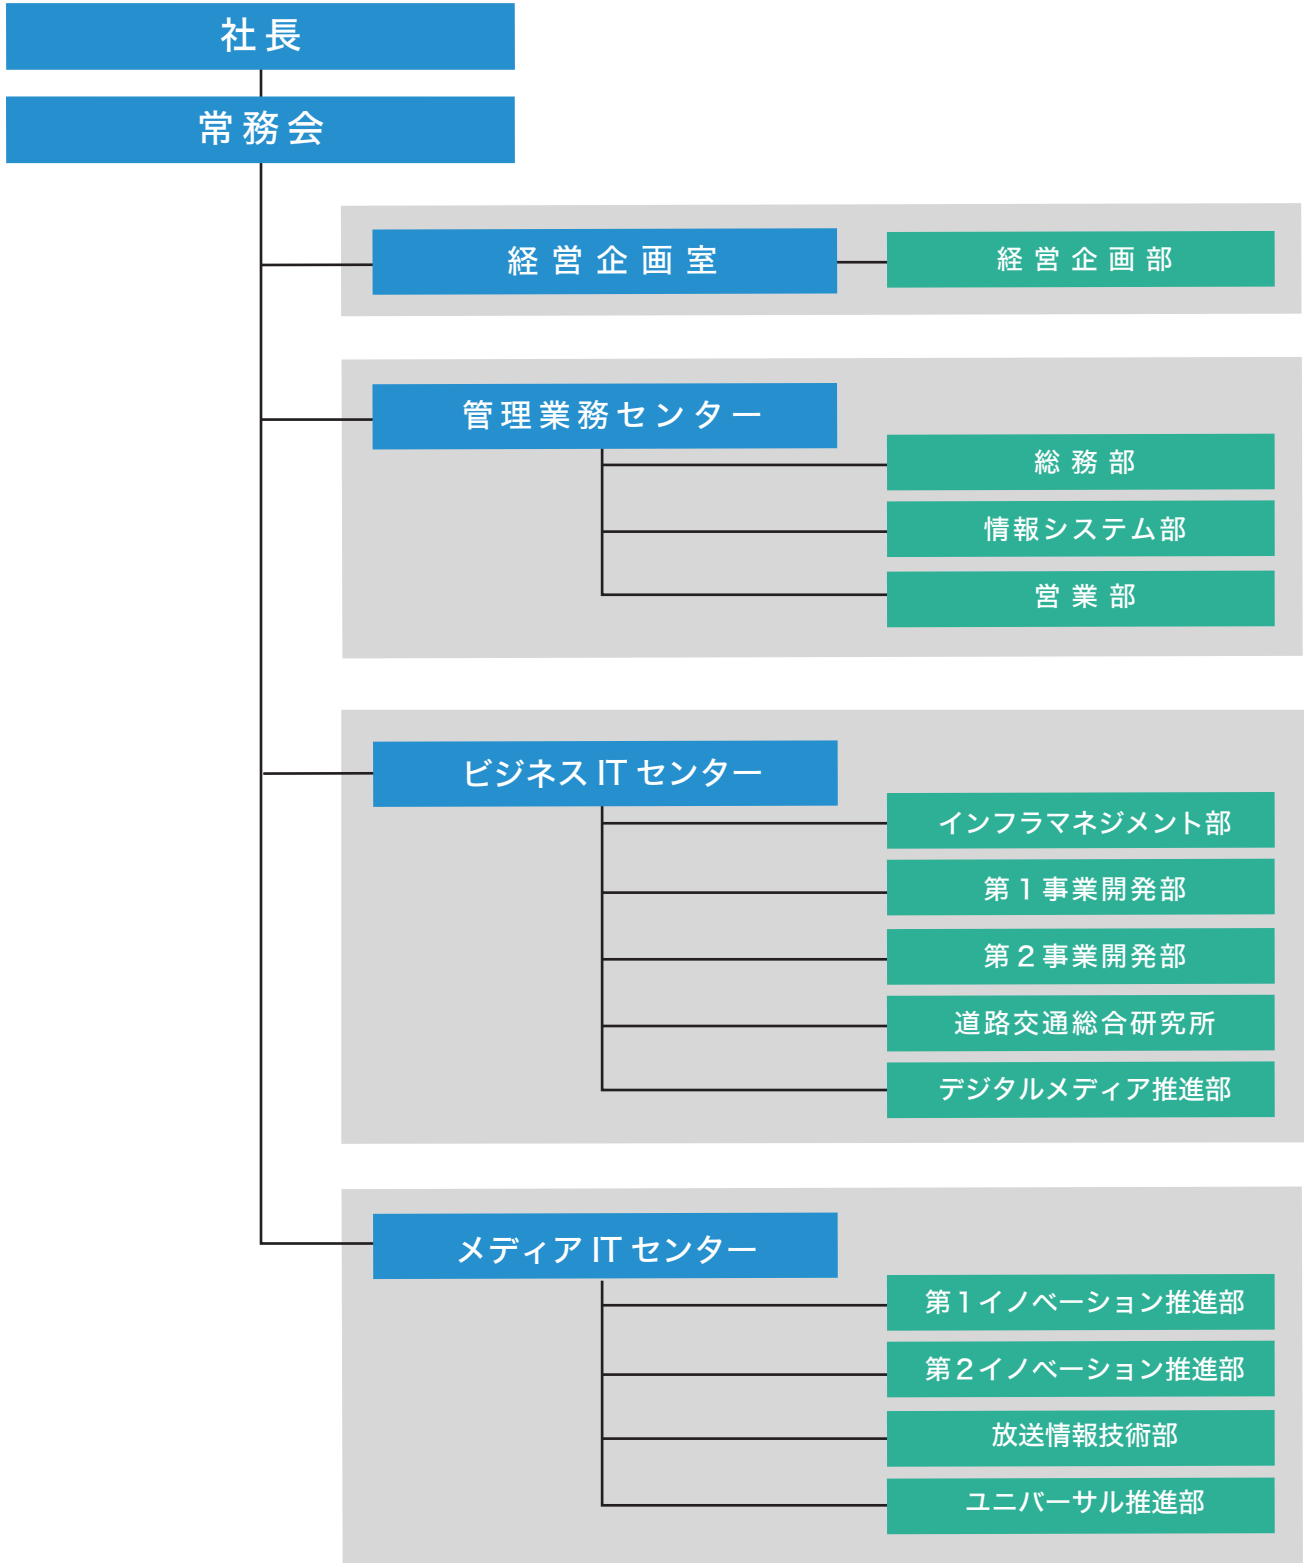 社長
常務会
経営企画室
経営企画部
管理業務センター
総務部
情報システム部
営業部
ビジネス IT センター
インフラマネジメント部
第１事業開発部
第２事業開発部
道路交通総合研究所
デジタルメディア推進部
メディア IT センター
第１イノベーション推進部
第２イノベーション推進部
放送情報技術部
ユニバーサル推進部